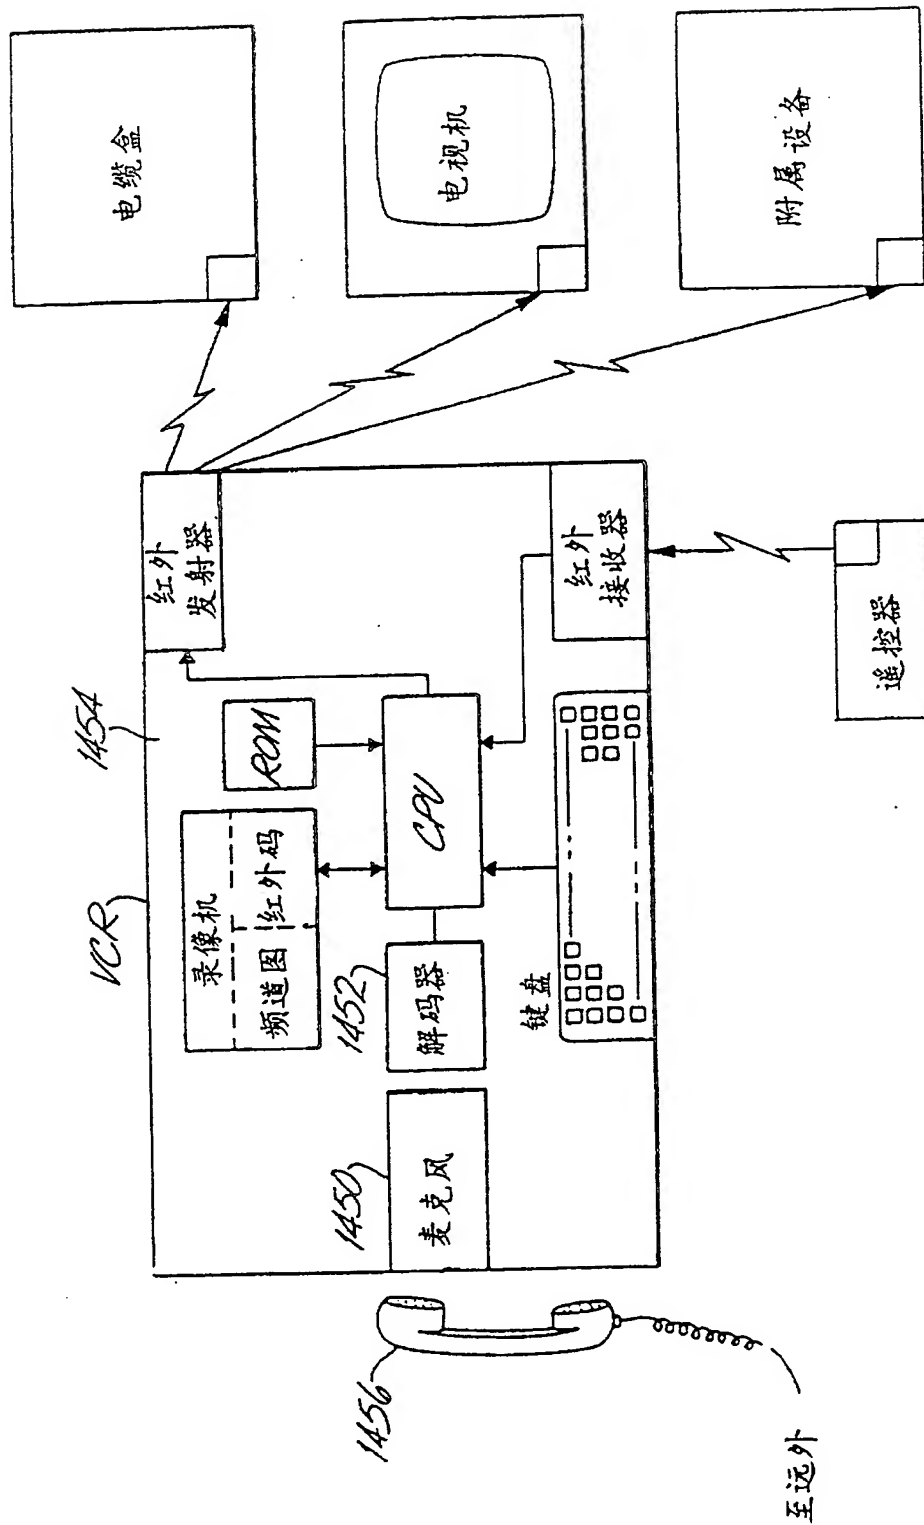 电缆盒
电视机
附属设备
VCR
1454
红外
发射器
ROM
录像机
频道图
红外码
CPU
1452
解码器
1450
麦克风
键盘
红外
接收器
遥控器
1456
至远外